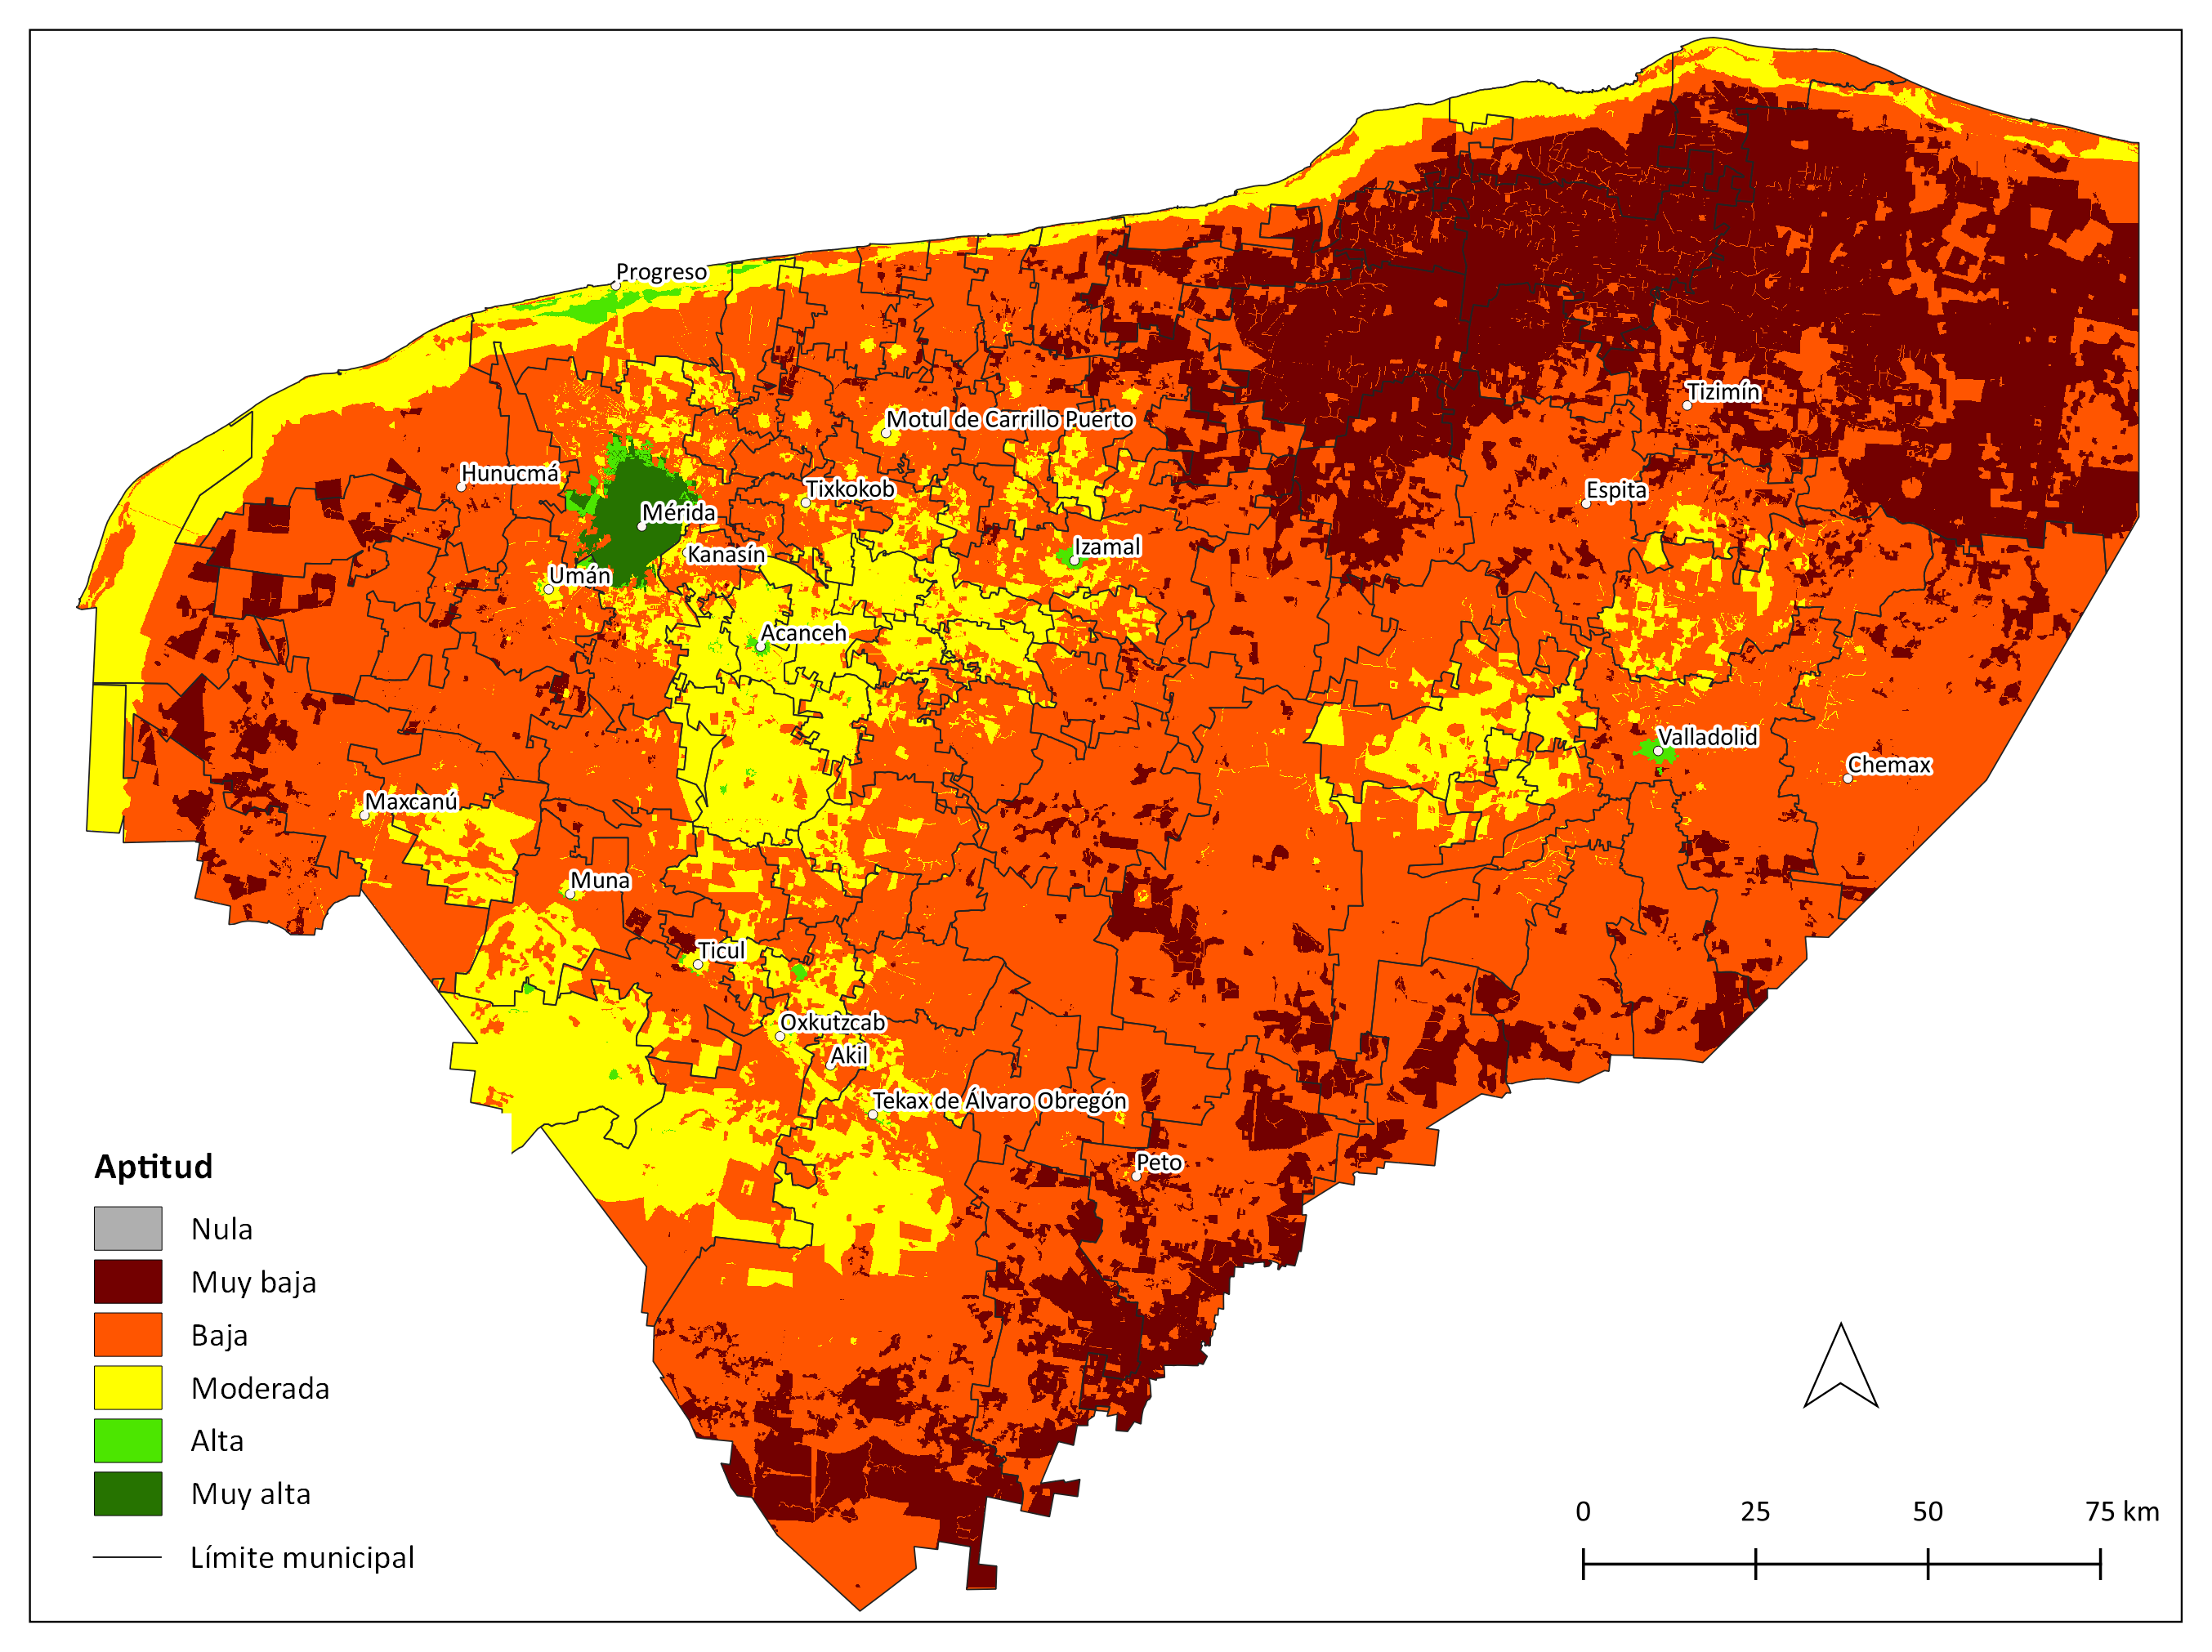 Progreso
Tizimín
Motul de Carrillo Puerto
Hunucmá
Tixkokob
Espita
Mérida
Izamal
Kanasín
Umán
Acanceh
Valladolid
Chemax
Maxcanú
Muna
Ticul
Oxkutzcab
Akil
Tekax de Álvaro Obregón
Peto
Aptitud
Nula
Muy baja
Baja
Moderada
Alta
Muy alta
Límite municipal
0 25 50 75 km